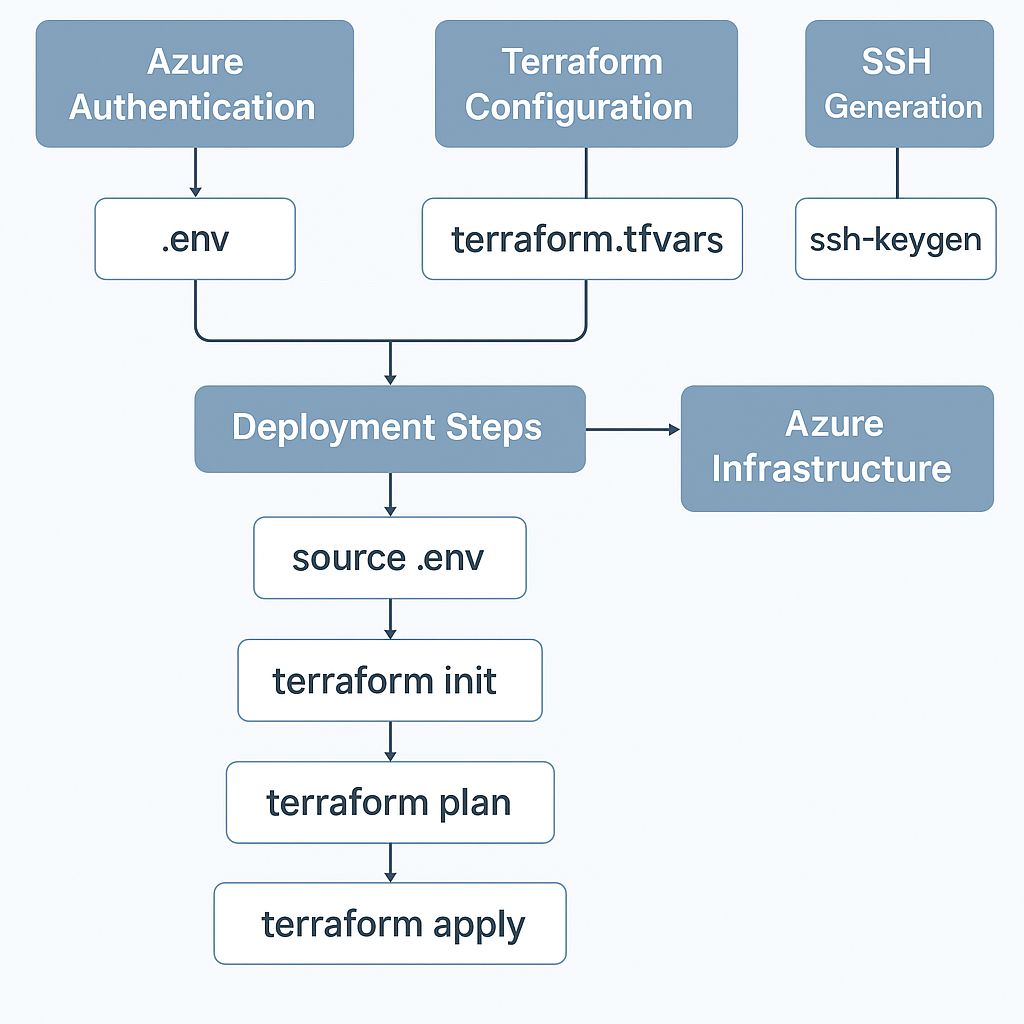 Azure
Authentication
Terraform
Configuration
SSH
Generation
.env
terraform.tfvars
ssh-keygen
Deployment Steps
Azure
Infrastructure
source .env
terraform init
terraform plan
terraform apply